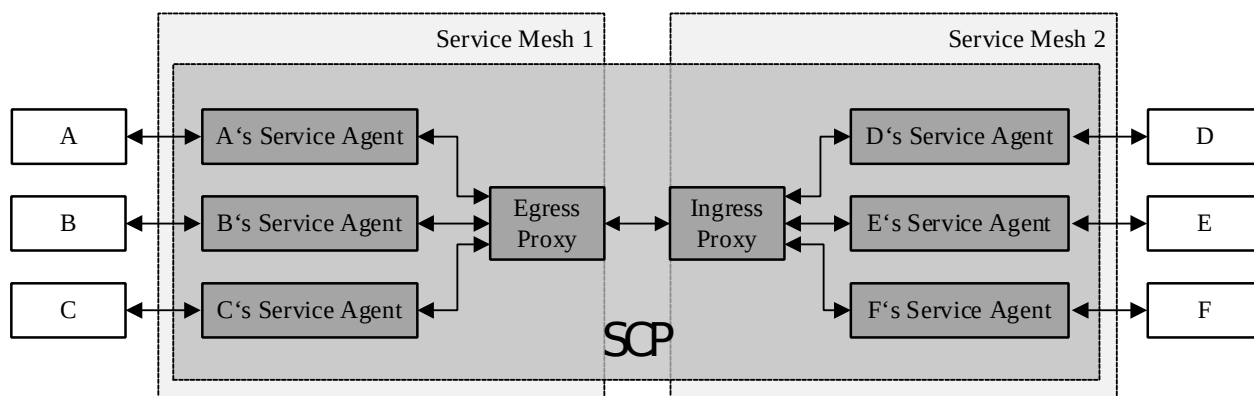 Service Mesh 1
Service Mesh 2
A
A‘s Service Agent
D’s Service Agent
D
B
B‘s Service Agent
Egress
Proxy
Ingress
Proxy
E‘s Service Agent
E
C
C‘s Service Agent
F‘s Service Agent
F
SCP